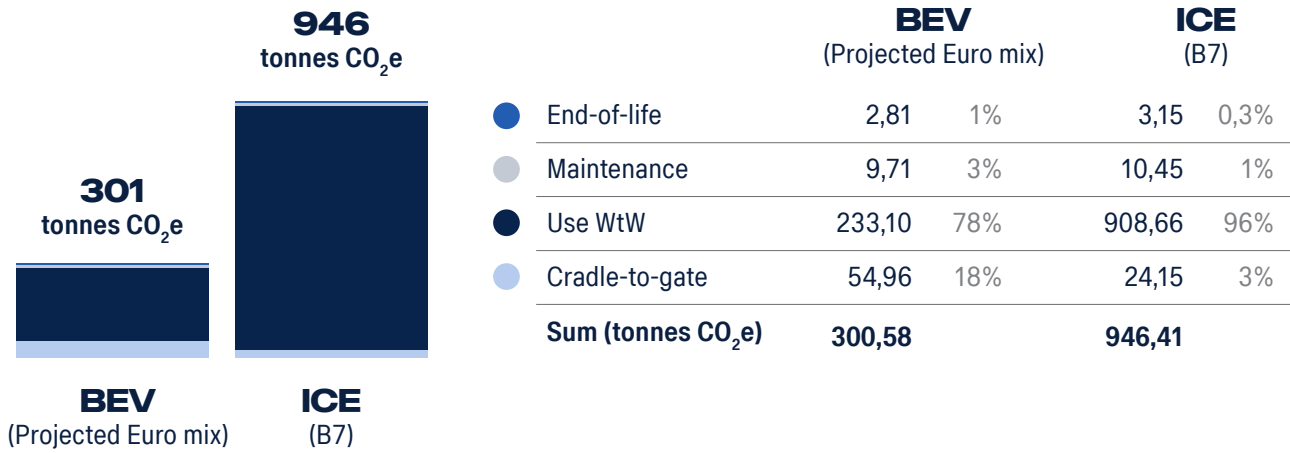 946
tonnes CO₂e
301
tonnes CO₂e
BEV
(Projected Euro mix)
ICE
(B7)
BEV
(Projected Euro mix)
ICE
(B7)
End-of-life 2,81 1% 3,15 0,3%
Maintenance 9,71 3% 10,45 1%
Use WtW 233,10 78% 908,66 96%
Cradle-to-gate 54,96 18% 24,15 3%
Sum (tonnes CO₂e) 300,58 946,41